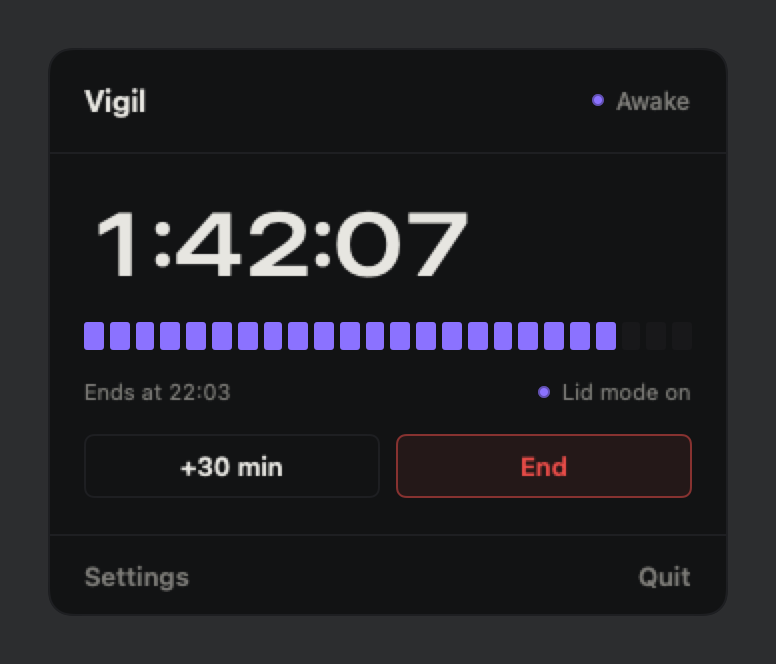 Vigil
Awake
1:42:07
Ends at 22:03
Lid mode on
+30 min
End
Settings
Quit